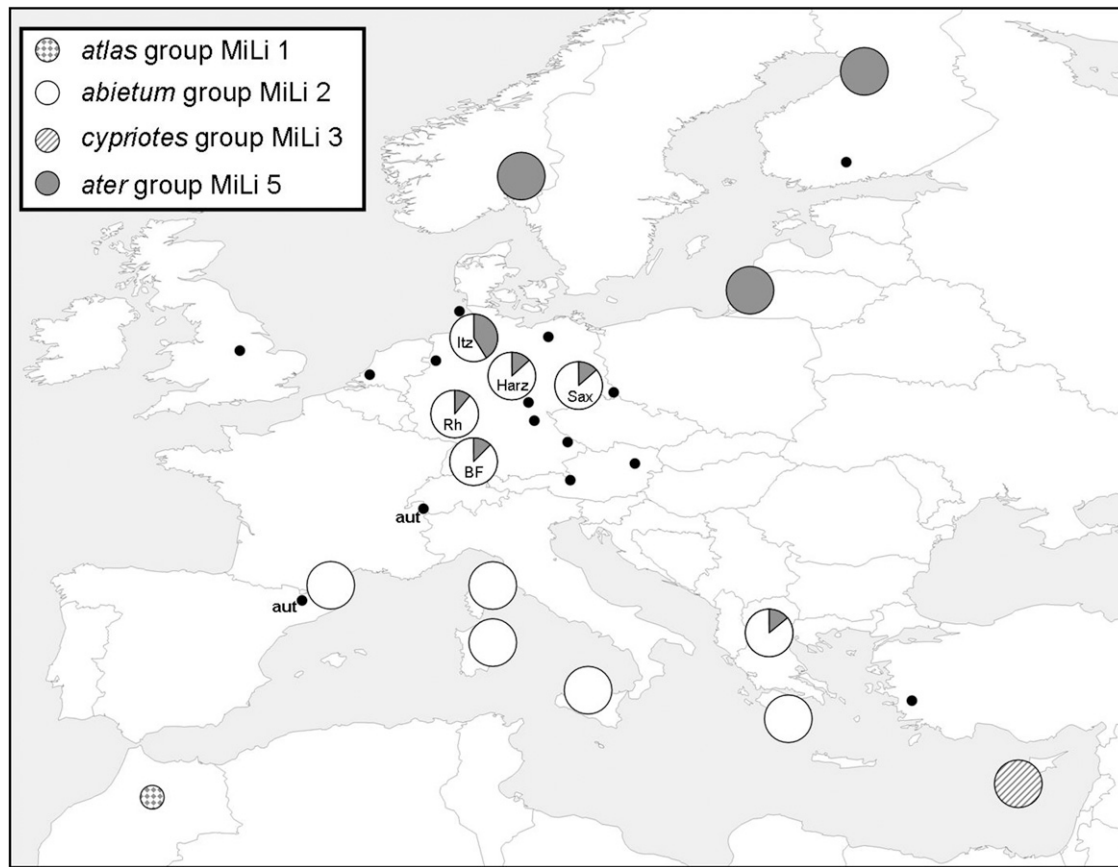 atlas group MiLi 1
abietum group MiLi 2
cypriotes group MiLi 3
ater group MiLi 5
Itz
Harz
Sax
Rh
BF
aut
aut